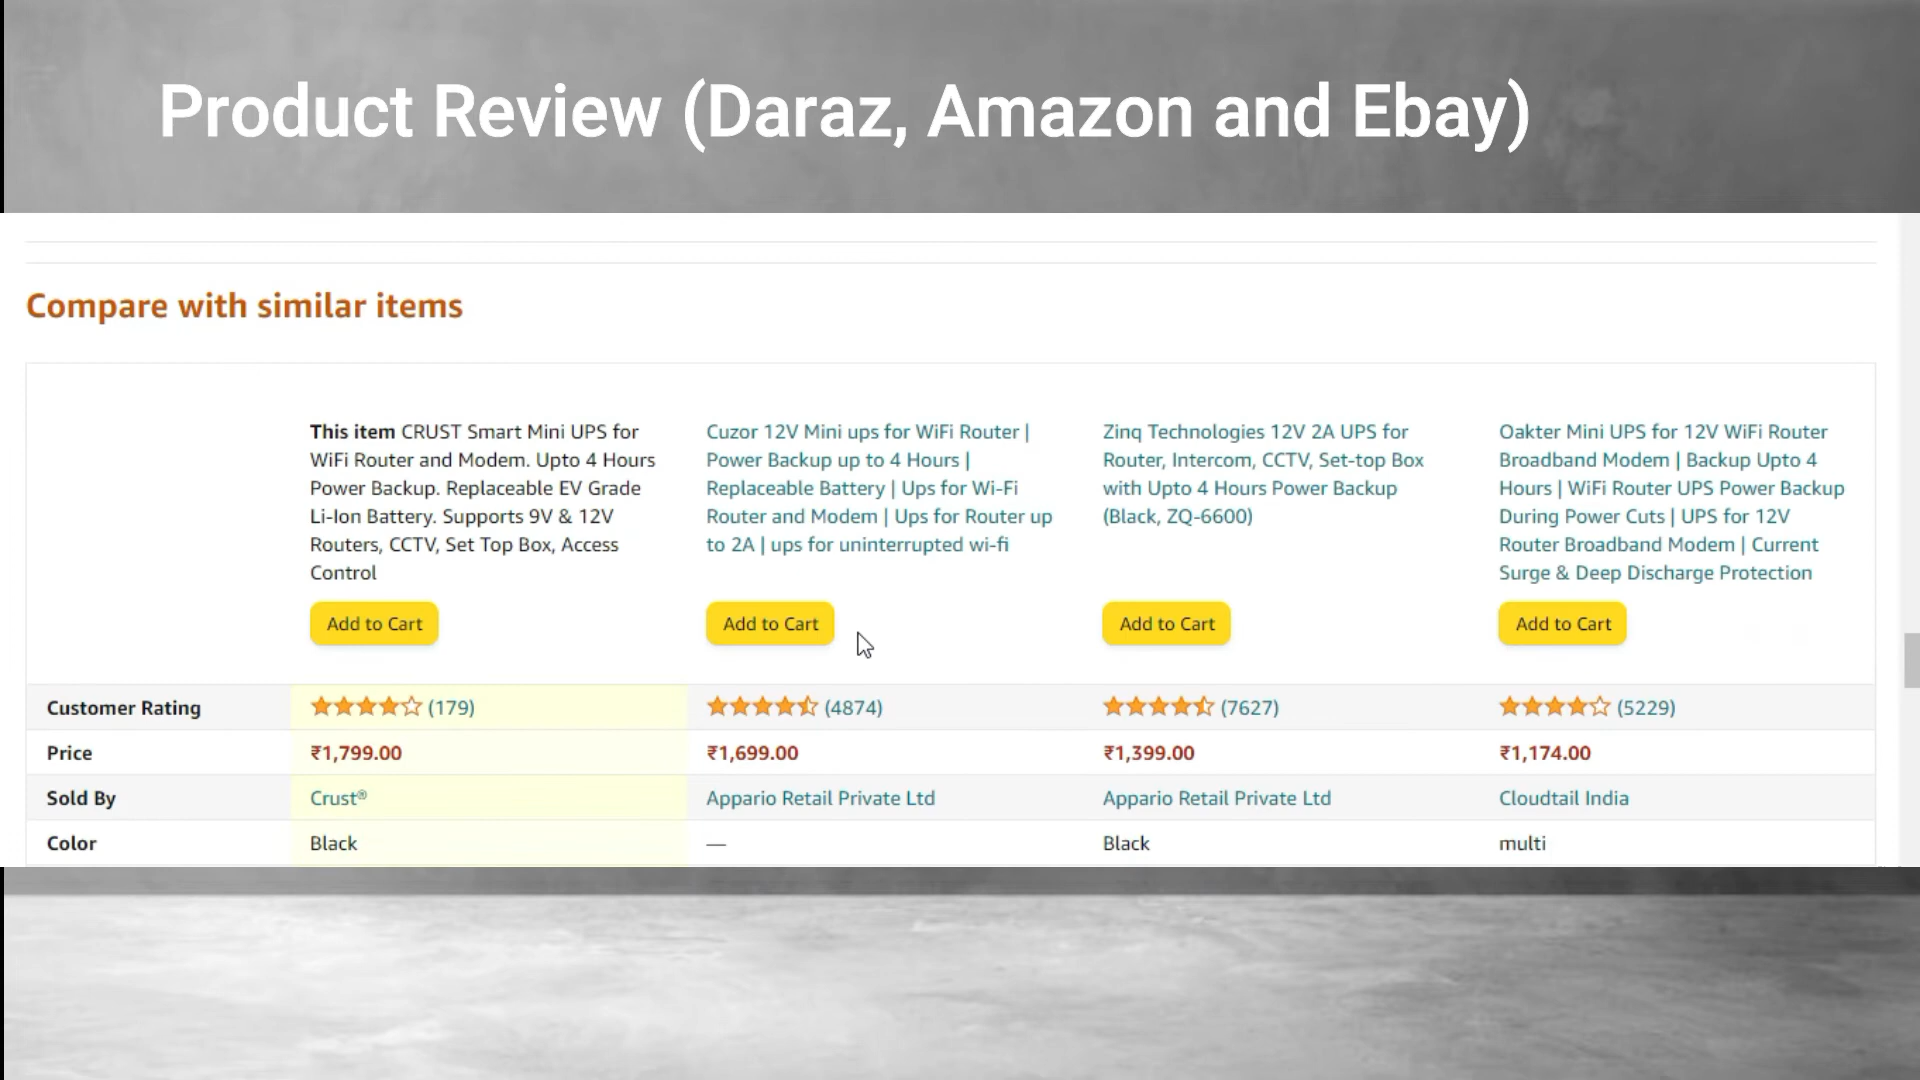 Product Review (Daraz, Amazon and Ebay)
Compare with similar items
This item CRUST Smart Mini UPS for
WiFi Router and Modem. Upto 4 Hours
Power Backup. Replaceable EV Grade
Li-Ion Battery. Supports 9V & 12V
Routers, CCTV, Set Top Box, Access
Control
Add to Cart
Cuzor 12V Mini ups for WiFi Router |
Power Backup up to 4 Hours |
Replaceable Battery | Ups for Wi-Fi
Router and Modem | Ups for Router up
to 2A | ups for uninterrupted wi-fi
Add to Cart
Zinq Technologies 12V 2A UPS for
Router, Intercom, CCTV, Set-top Box
with Upto 4 Hours Power Backup
(Black, ZQ-6600)
Add to Cart
Oakter Mini UPS for 12V WiFi Router
Broadband Modem | Backup Upto 4
Hours | WiFi Router UPS Power Backup
During Power Cuts | UPS for 12V
Router Broadband Modem | Current
Surge & Deep Discharge Protection
Add to Cart
Customer Rating (179) (4874) (7627) (5229)
Price ₹1,799.00 ₹1,699.00 ₹1,399.00 ₹1,174.00
Sold By Crust® Appario Retail Private Ltd Appario Retail Private Ltd Cloudtail India
Color Black — Black multi